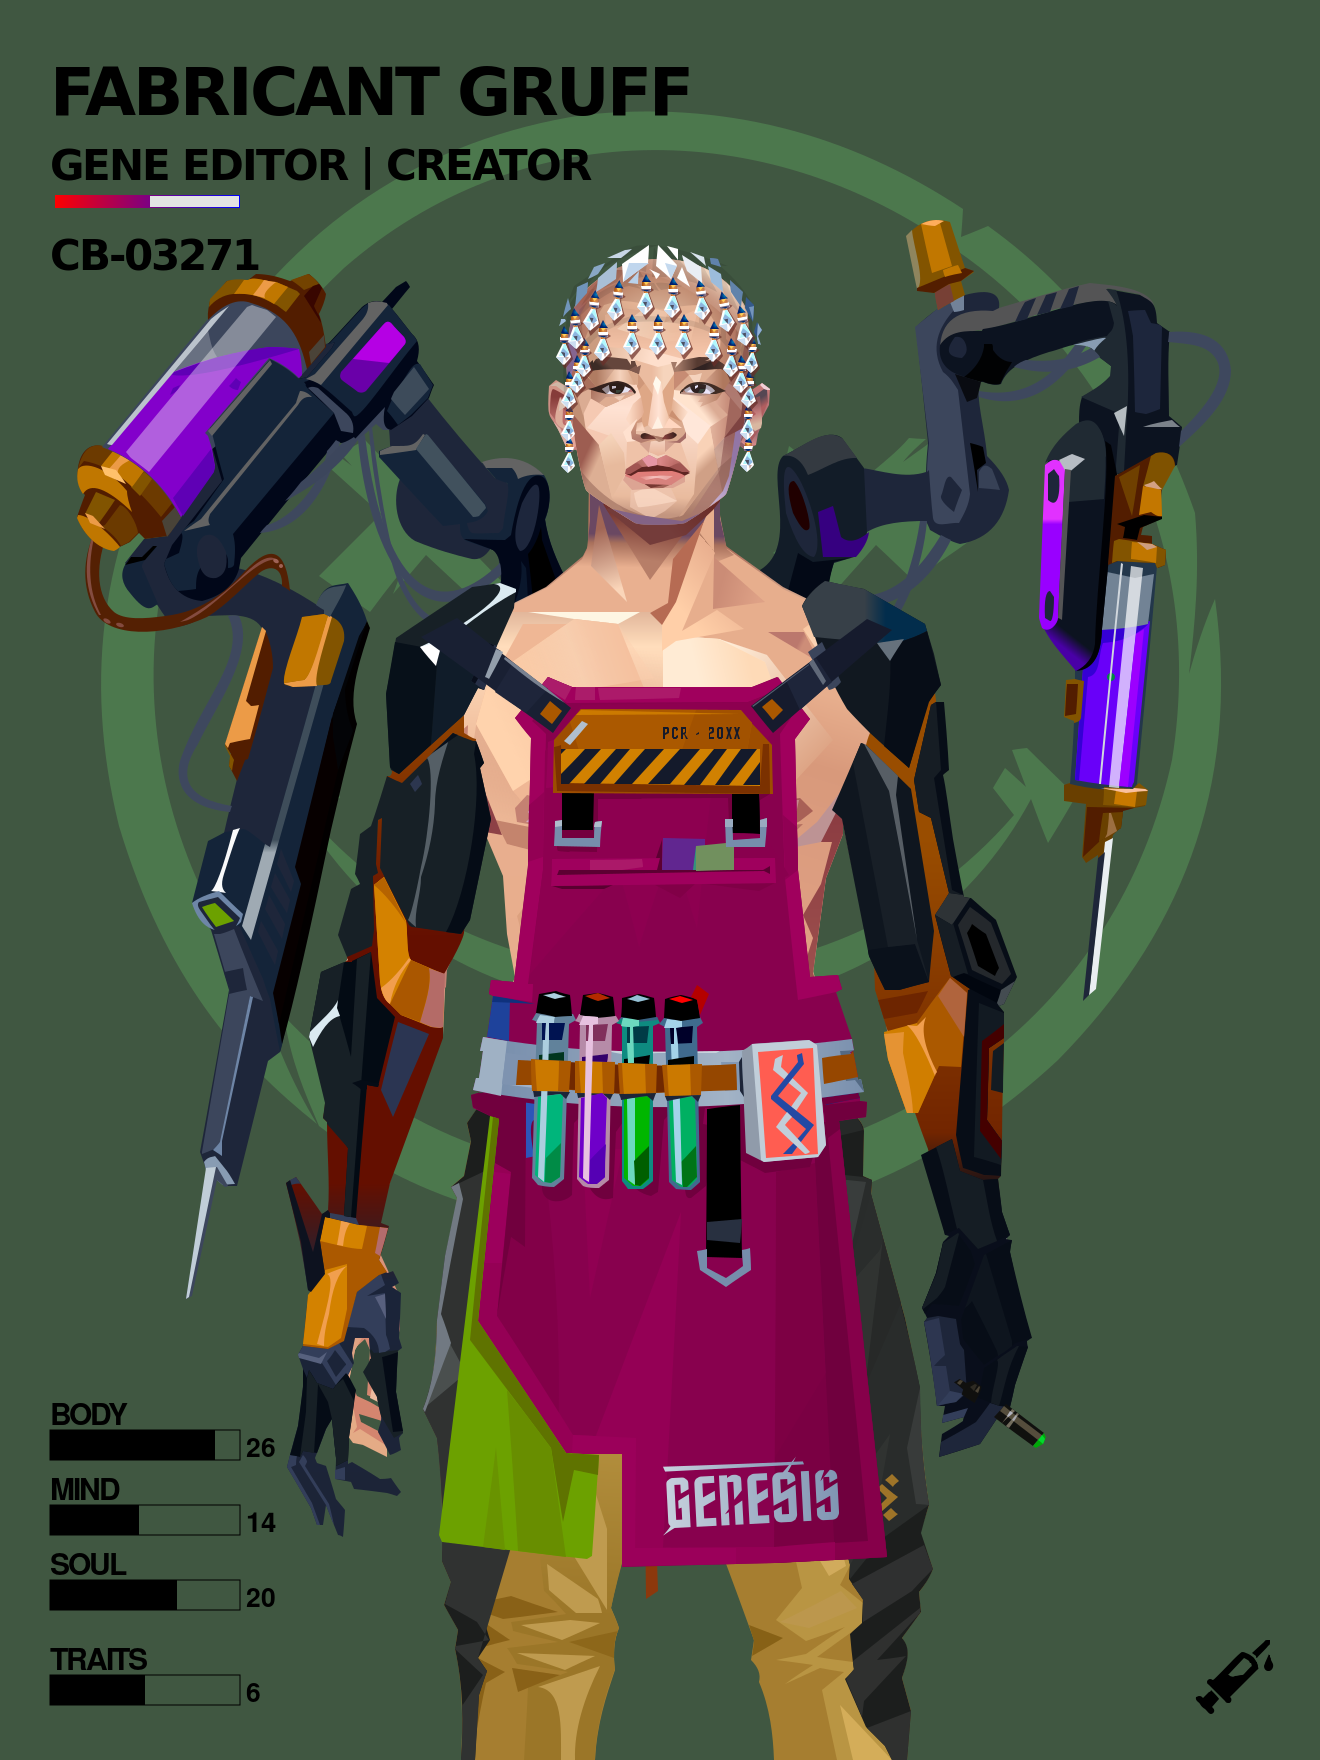 FABRICANT GRUFF
GENE EDITOR | CREATOR
CB-03271
PCR - 20XX
GENESIS
BODY
26
MIND
14
SOUL
20
TRAITS
6